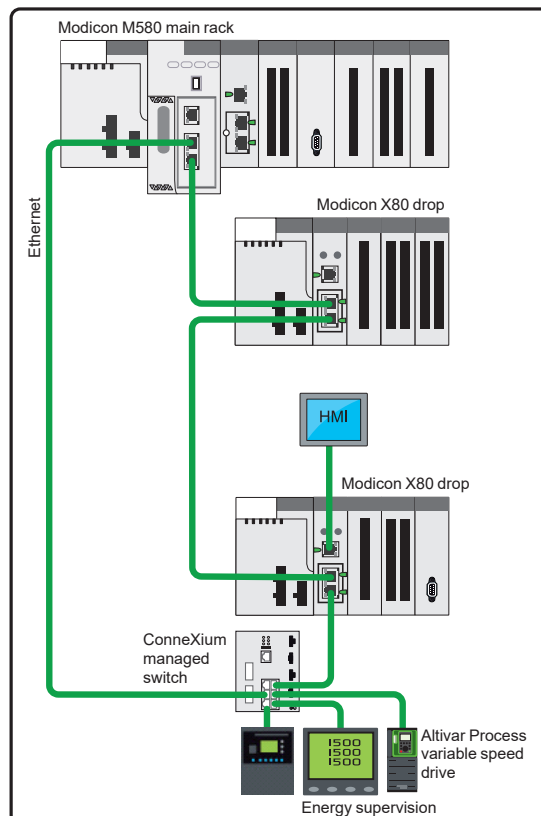 Modicon M580 main rack
Ethernet
Modicon X80 drop
HMI
Modicon X80 drop
ConneXium
managed
switch
1500
1500
1500
Altivar Process
variable speed
drive
Energy supervision